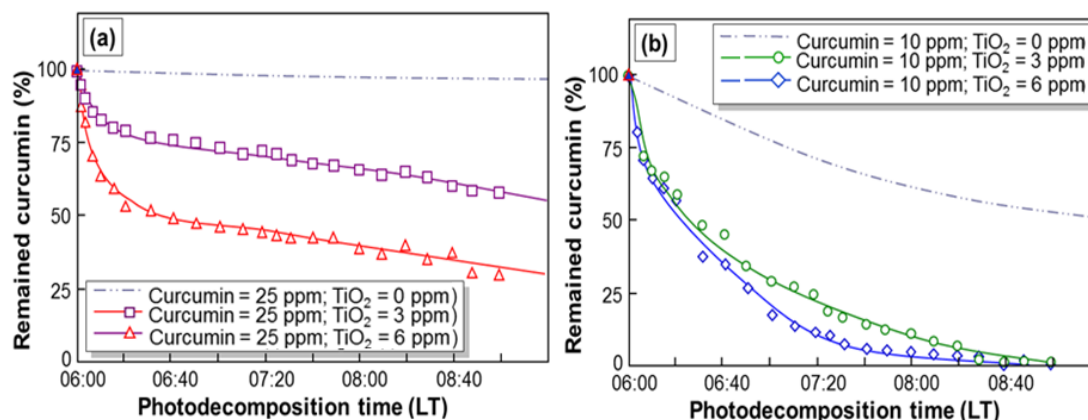 (a)
100
75
50
25
0
Remained curcumin (%)
Curcumin = 25 ppm; TiO2 = 0 ppm)
Curcumin = 25 ppm; TiO2 = 3 ppm)
Curcumin = 25 ppm; TiO2 = 6 ppm)
06:00 06:40 07:20 08:00 08:40
Photodecomposition time (LT)
(b)
Curcumin = 10 ppm; TiO2 = 0 ppm
Curcumin = 10 ppm; TiO2 = 3 ppm
Curcumin = 10 ppm; TiO2 = 6 ppm
100
75
50
25
0
Remained curcumin (%)
06:00 06:40 07:20 08:00 08:40
Photodecomposition time (LT)